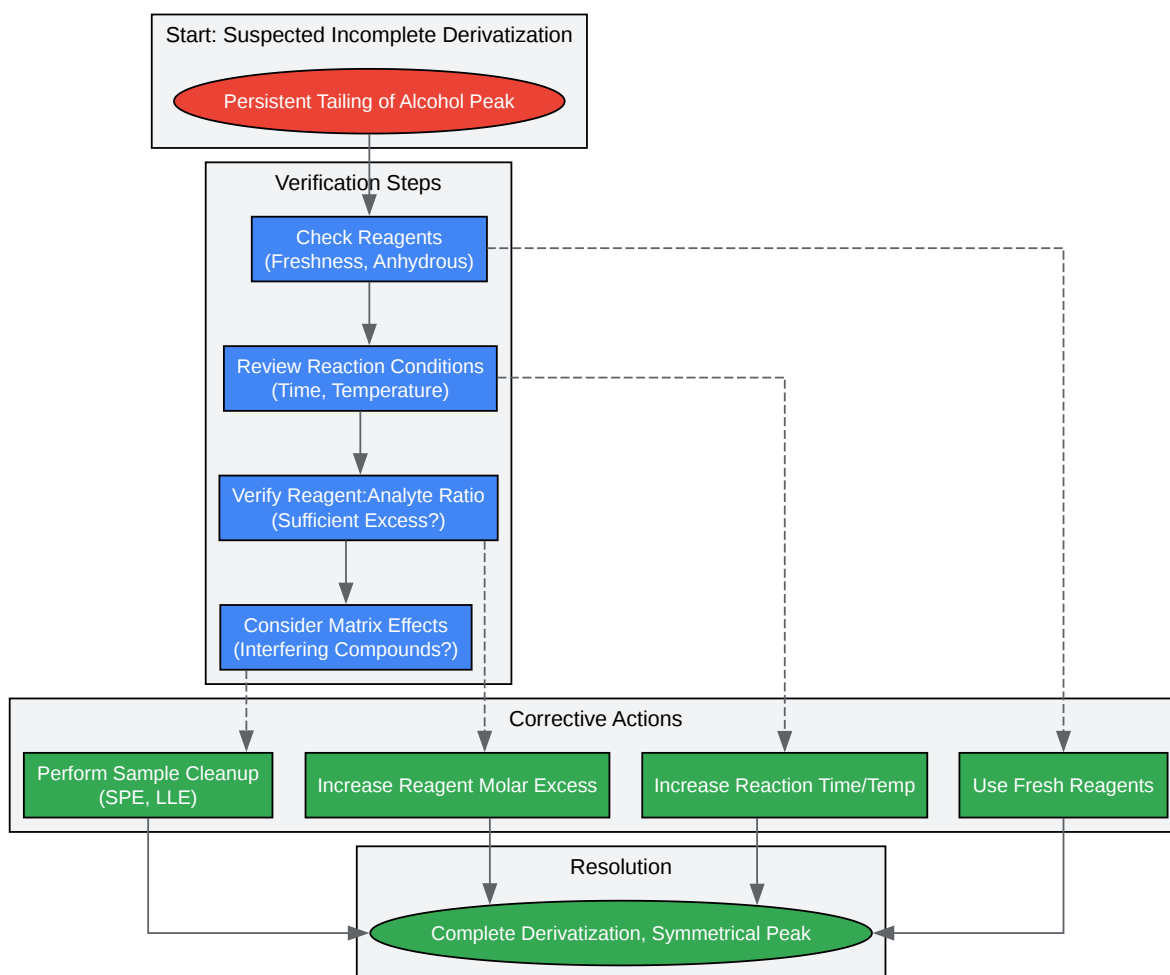 Start: Suspected Incomplete Derivatization
Persistent Tailing of Alcohol Peak
Verification Steps
Check Reagents
(Freshness, Anhydrous)
Review Reaction Conditions
(Time, Temperature)
Verify Reagent:Analyte Ratio
(Sufficient Excess?)
Consider Matrix Effects
(Interfering Compounds?)
Corrective Actions
Perform Sample Cleanup
(SPE, LLE)
Increase Reagent Molar Excess
Increase Reaction Time/Temp
Use Fresh Reagents
Resolution
Complete Derivatization, Symmetrical Peak